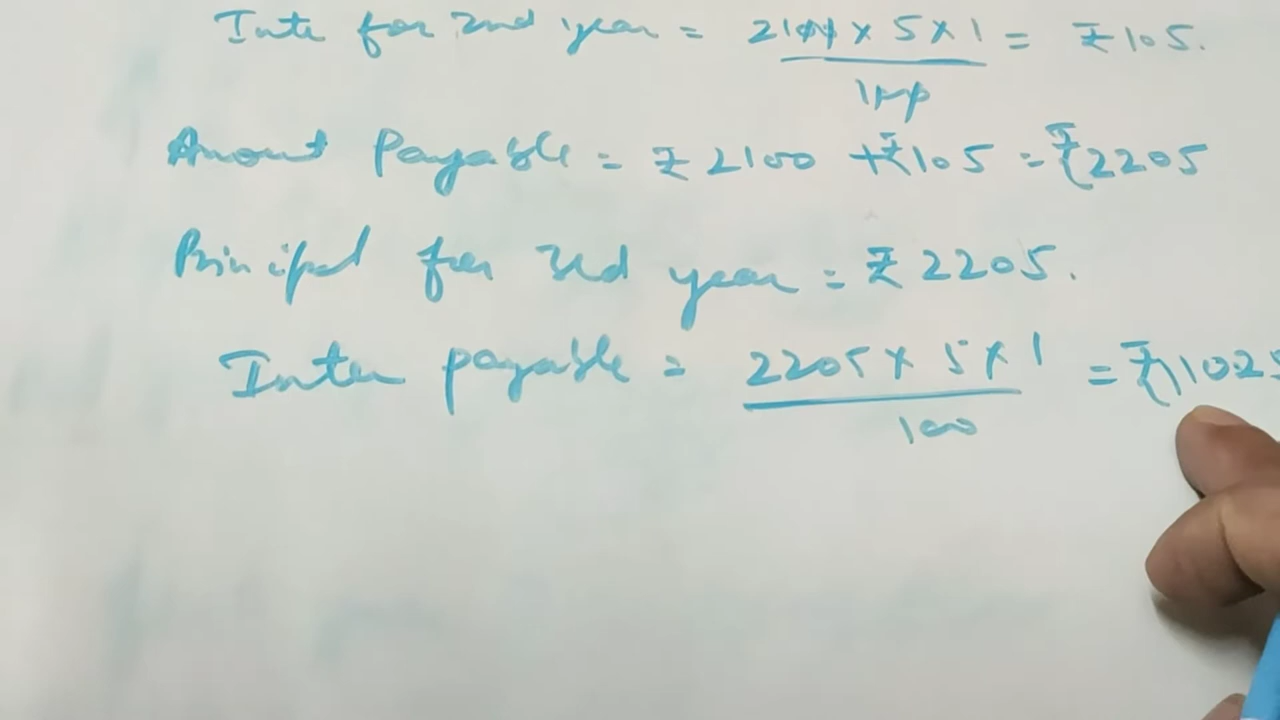 Inte for 2nd year = 2100 x 5 x 1 = ₹105.
100
Amount Payable = ₹2100 + ₹105 = ₹2205
Principal for 3rd year = ₹2205.
Inter payable = 2205 x 5 x 1 = ₹11025
100